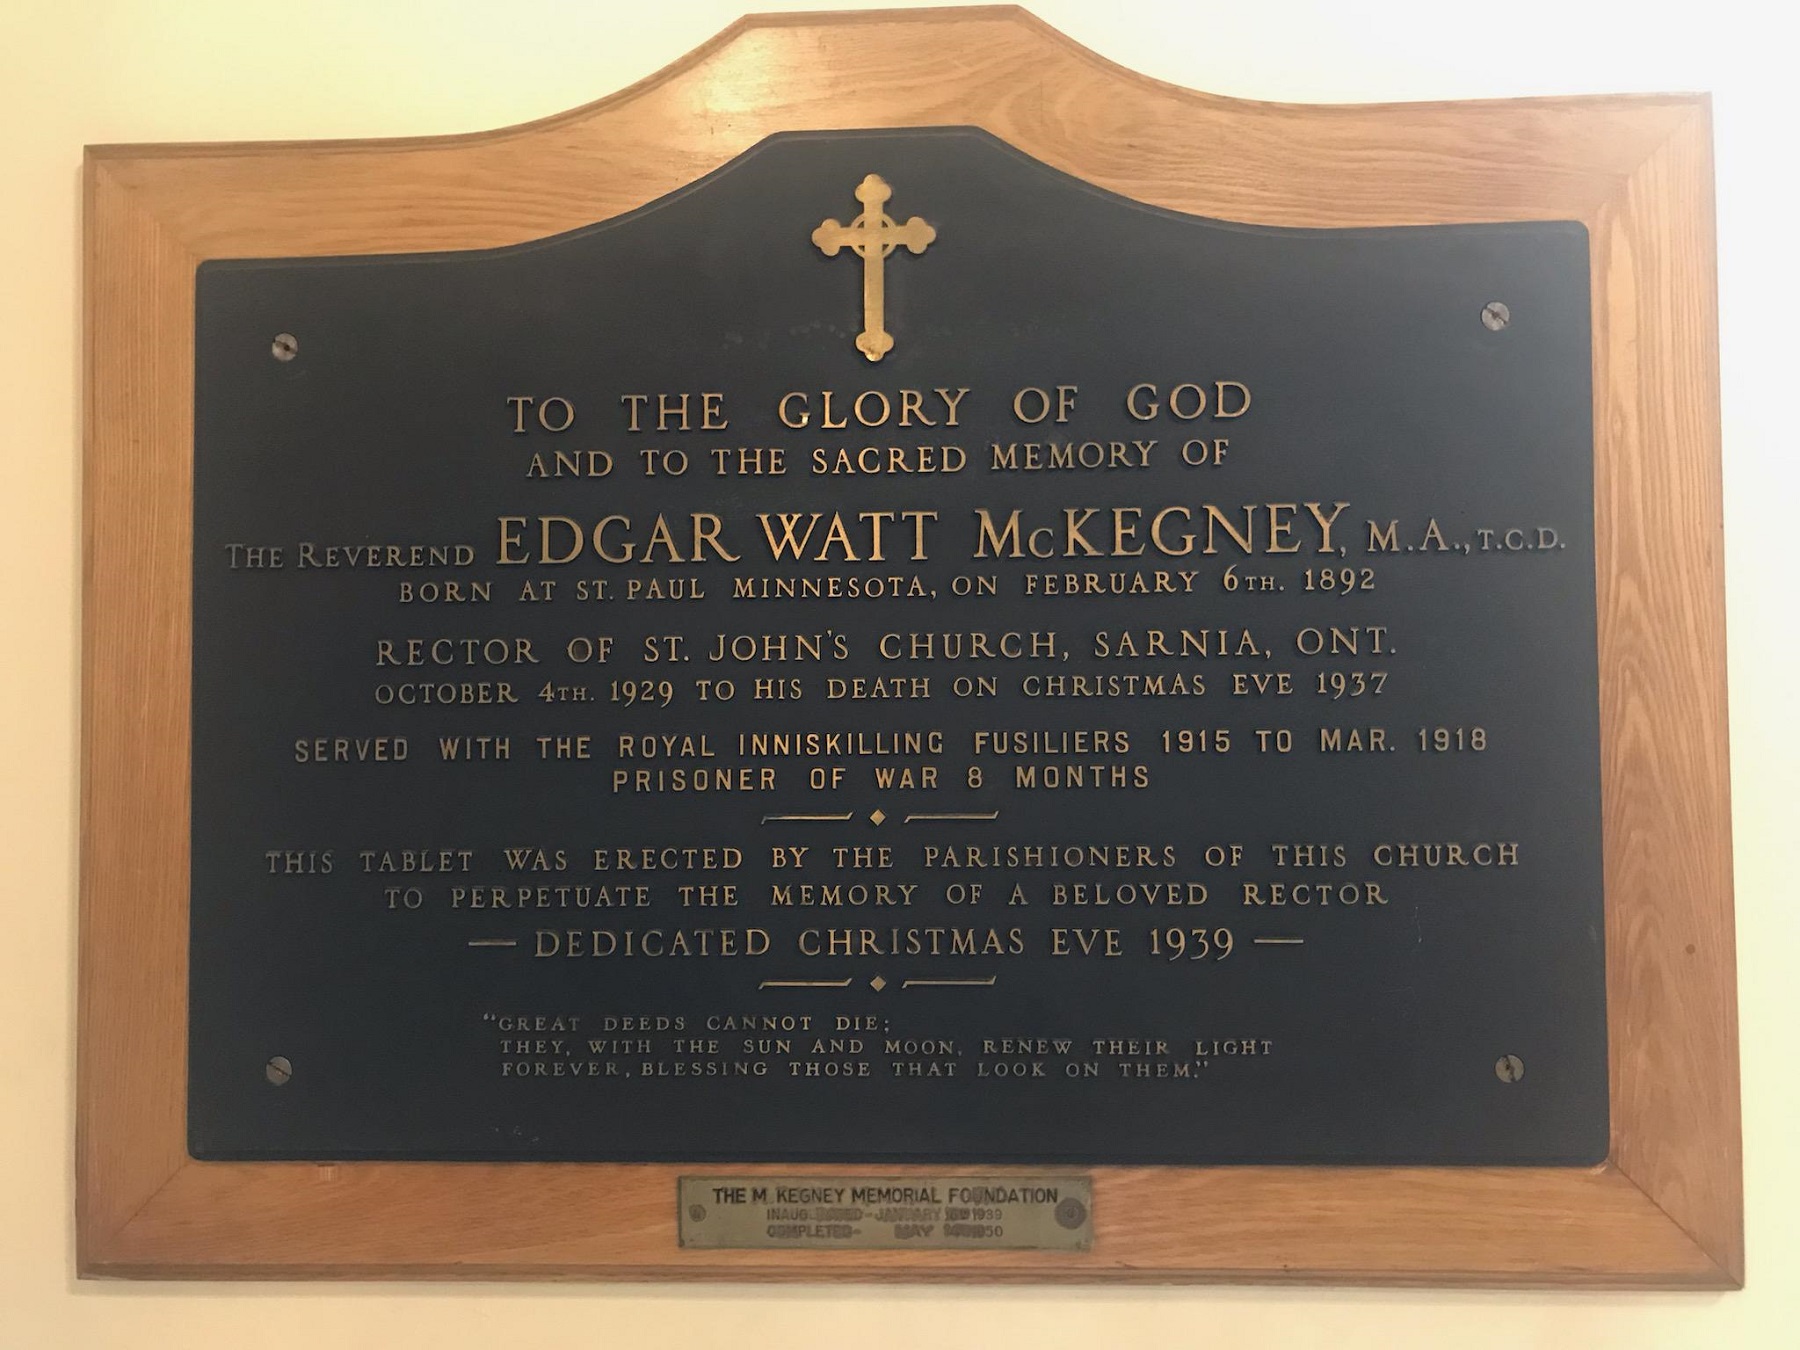 TO THE GLORY OF GOD
AND TO THE SACRED MEMORY OF
THE REVEREND EDGAR WATT McKEGNEY, M.A., T.C.D.
BORN AT ST. PAUL MINNESOTA, ON FEBRUARY 6TH. 1892
RECTOR OF ST. JOHN'S CHURCH, SARNIA, ONT.
OCTOBER 4TH. 1929 TO HIS DEATH ON CHRISTMAS EVE 1937
SERVED WITH THE ROYAL INNISKILLING FUSILIERS 1915 TO MAR. 1918
PRISONER OF WAR 8 MONTHS
THIS TABLET WAS ERECTED BY THE PARISHIONERS OF THIS CHURCH
TO PERPETUATE THE MEMORY OF A BELOVED RECTOR
— DEDICATED CHRISTMAS EVE 1939 —
"GREAT DEEDS CANNOT DIE;
THEY, WITH THE SUN AND MOON, RENEW THEIR LIGHT
FOREVER, BLESSING THOSE THAT LOOK ON THEM."
THE M KEGNEY MEMORIAL FOUNDATION
JANUARY 1939
COMPLETED- MAY